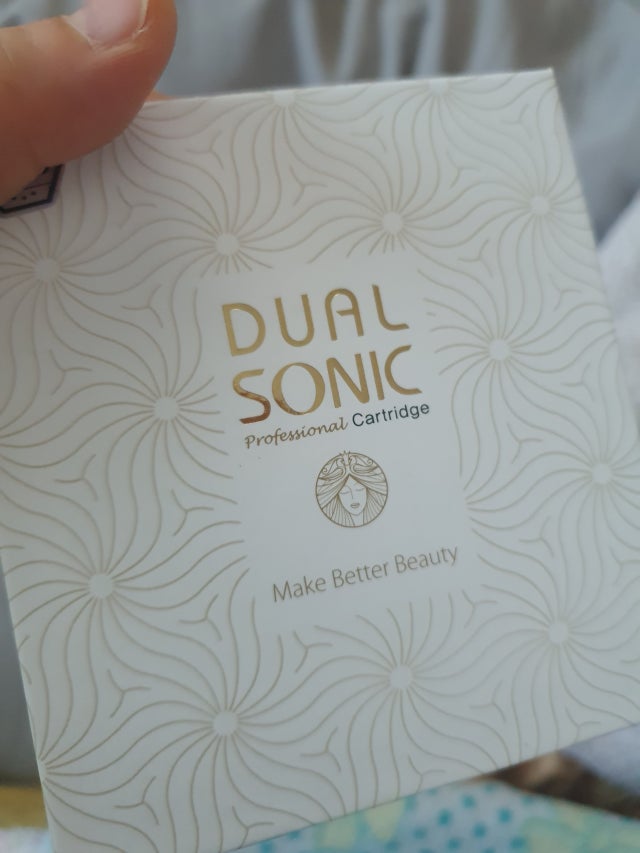 DUAL
SONIC
Professional Cartridge
Make Better Beauty